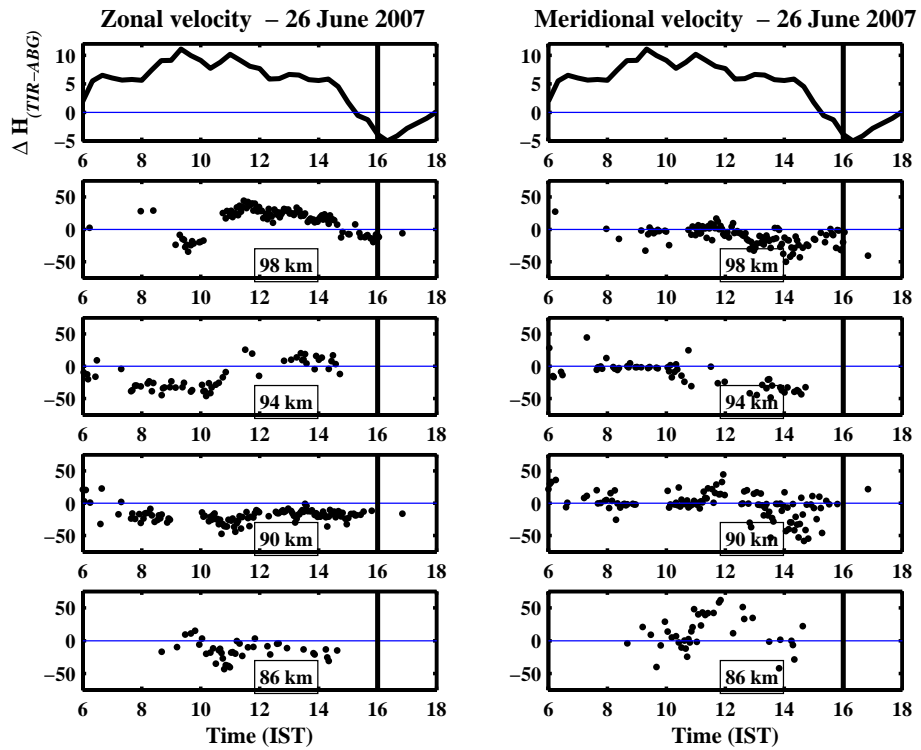 Zonal velocity – 26 June 2007
Meridional velocity – 26 June 2007
Δ H(TIR−ABG)
10
5
0
−5
6 8 10 12 14 16 18
10
5
0
−5
6 8 10 12 14 16 18
50
0
−50
98 km
6 8 10 12 14 16 18
50
0
−50
98 km
6 8 10 12 14 16 18
50
0
−50
94 km
6 8 10 12 14 16 18
50
0
−50
94 km
6 8 10 12 14 16 18
50
0
−50
90 km
6 8 10 12 14 16 18
50
0
−50
90 km
6 8 10 12 14 16 18
50
0
−50
86 km
6 8 10 12 14 16 18
Time (IST)
50
0
−50
86 km
6 8 10 12 14 16 18
Time (IST)